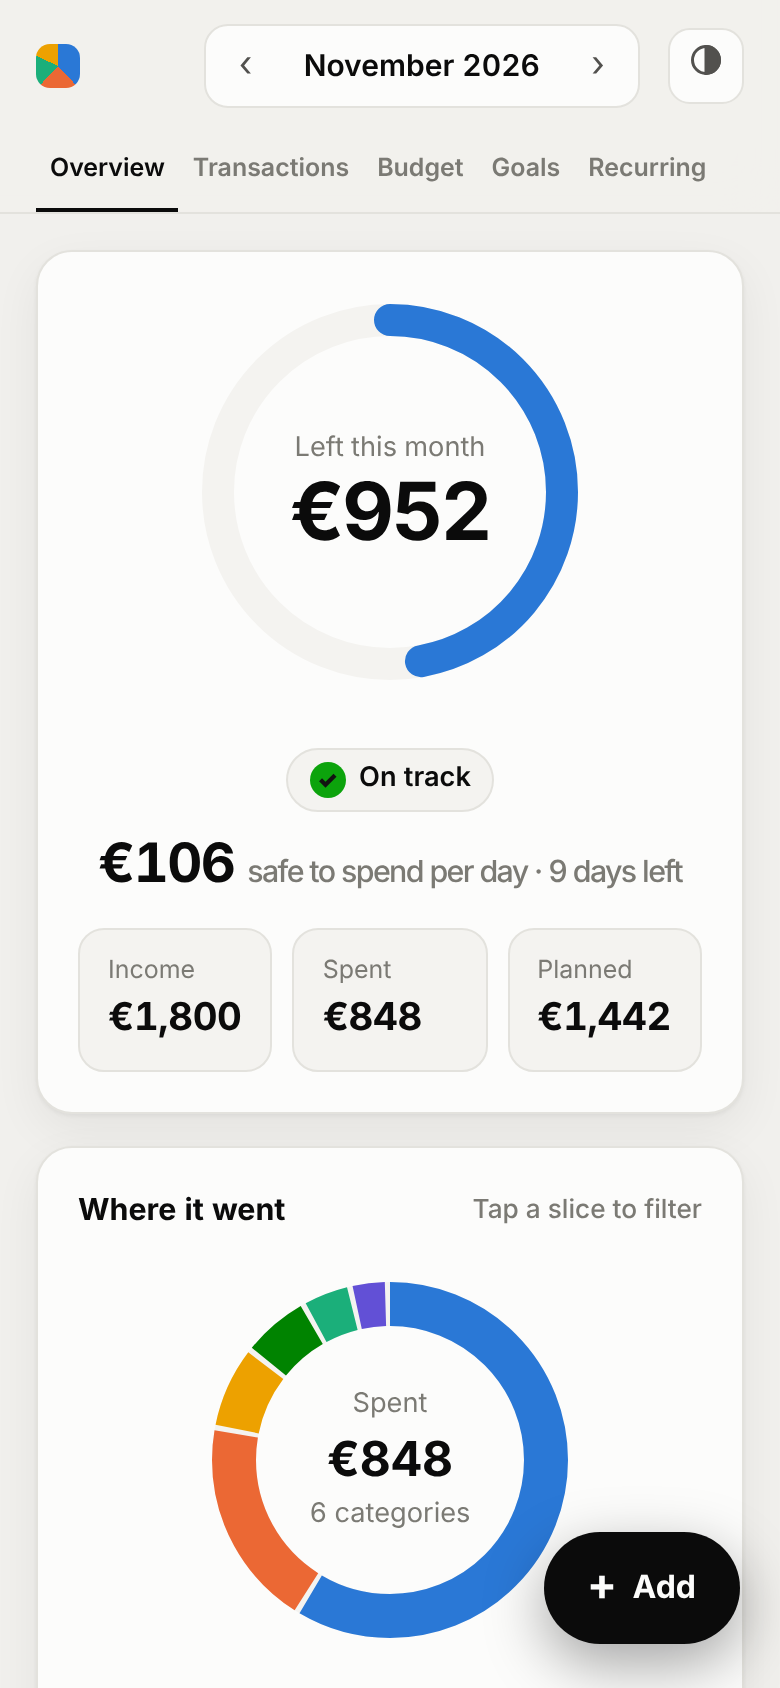 ‹ November 2026 ›
Overview Transactions Budget Goals Recurring
Left this month
€952
On track
€106 safe to spend per day · 9 days left
Income Spent Planned
€1,800 €848 €1,442
Where it went Tap a slice to filter
Spent
€848
6 categories
+ Add